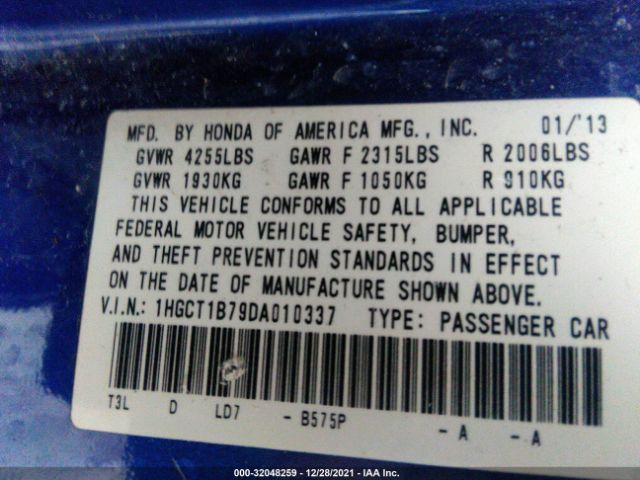 MFD. BY HONDA OF AMERICA MFG., INC. 01/'13
GVWR 4255LBS GAWR F 2315LBS R 2006LBS
GVWR 1930KG GAWR F 1050KG R 910KG
THIS VEHICLE CONFORMS TO ALL APPLICABLE
FEDERAL MOTOR VEHICLE SAFETY, BUMPER,
AND THEFT PREVENTION STANDARDS IN EFFECT
ON THE DATE OF MANUFACTURE SHOWN ABOVE.
V.I.N.: 1HGCT1B79DA010337 TYPE: PASSENGER CAR
T3L D LD7 - B575P - A - A
000-32048259 - 12/28/2021 - IAA Inc.